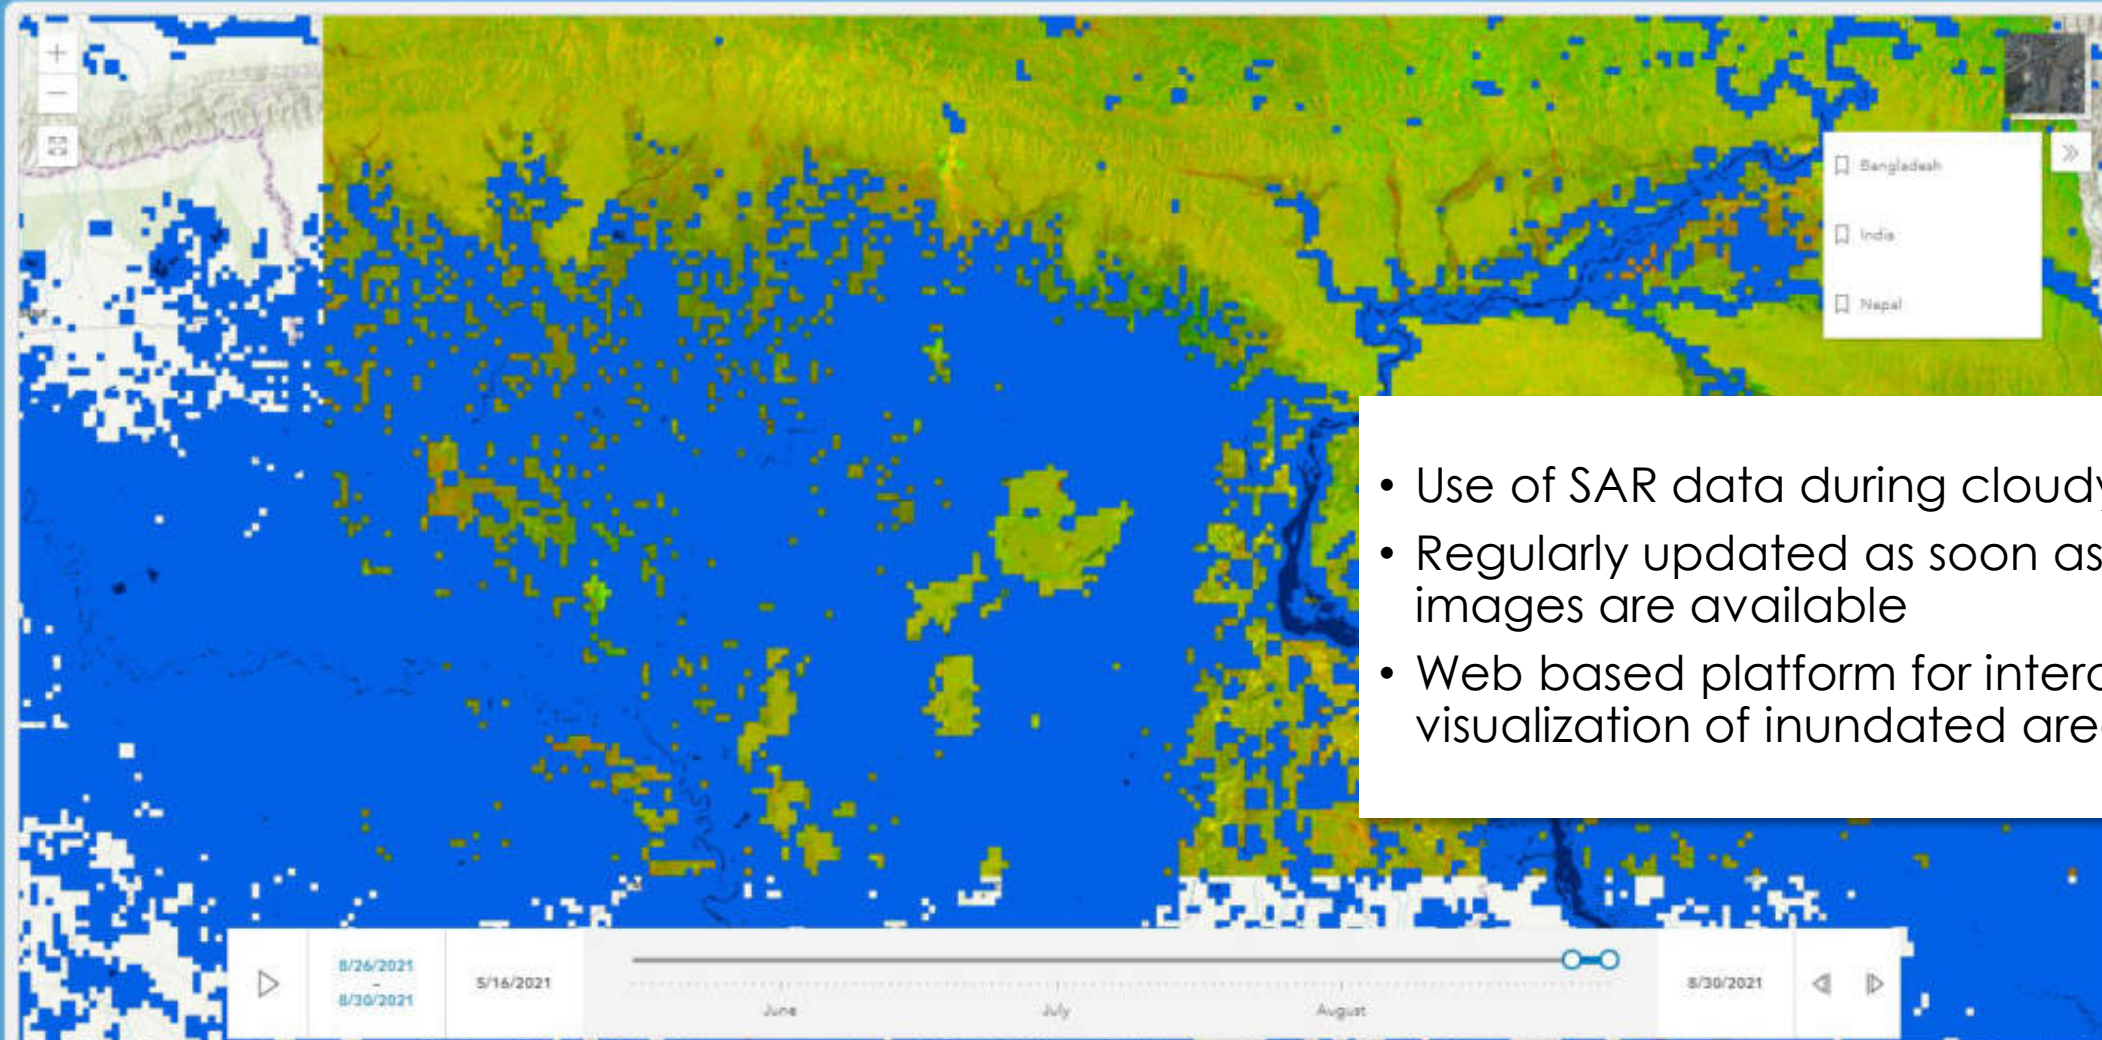 Bangladesh
India
Nepal
• Use of SAR data during cloudy
• Regularly updated as soon as
images are available
• Web based platform for
visualization of inundated
8/26/2021
–
8/30/2021
5/16/2021
June
July
August
8/30/2021